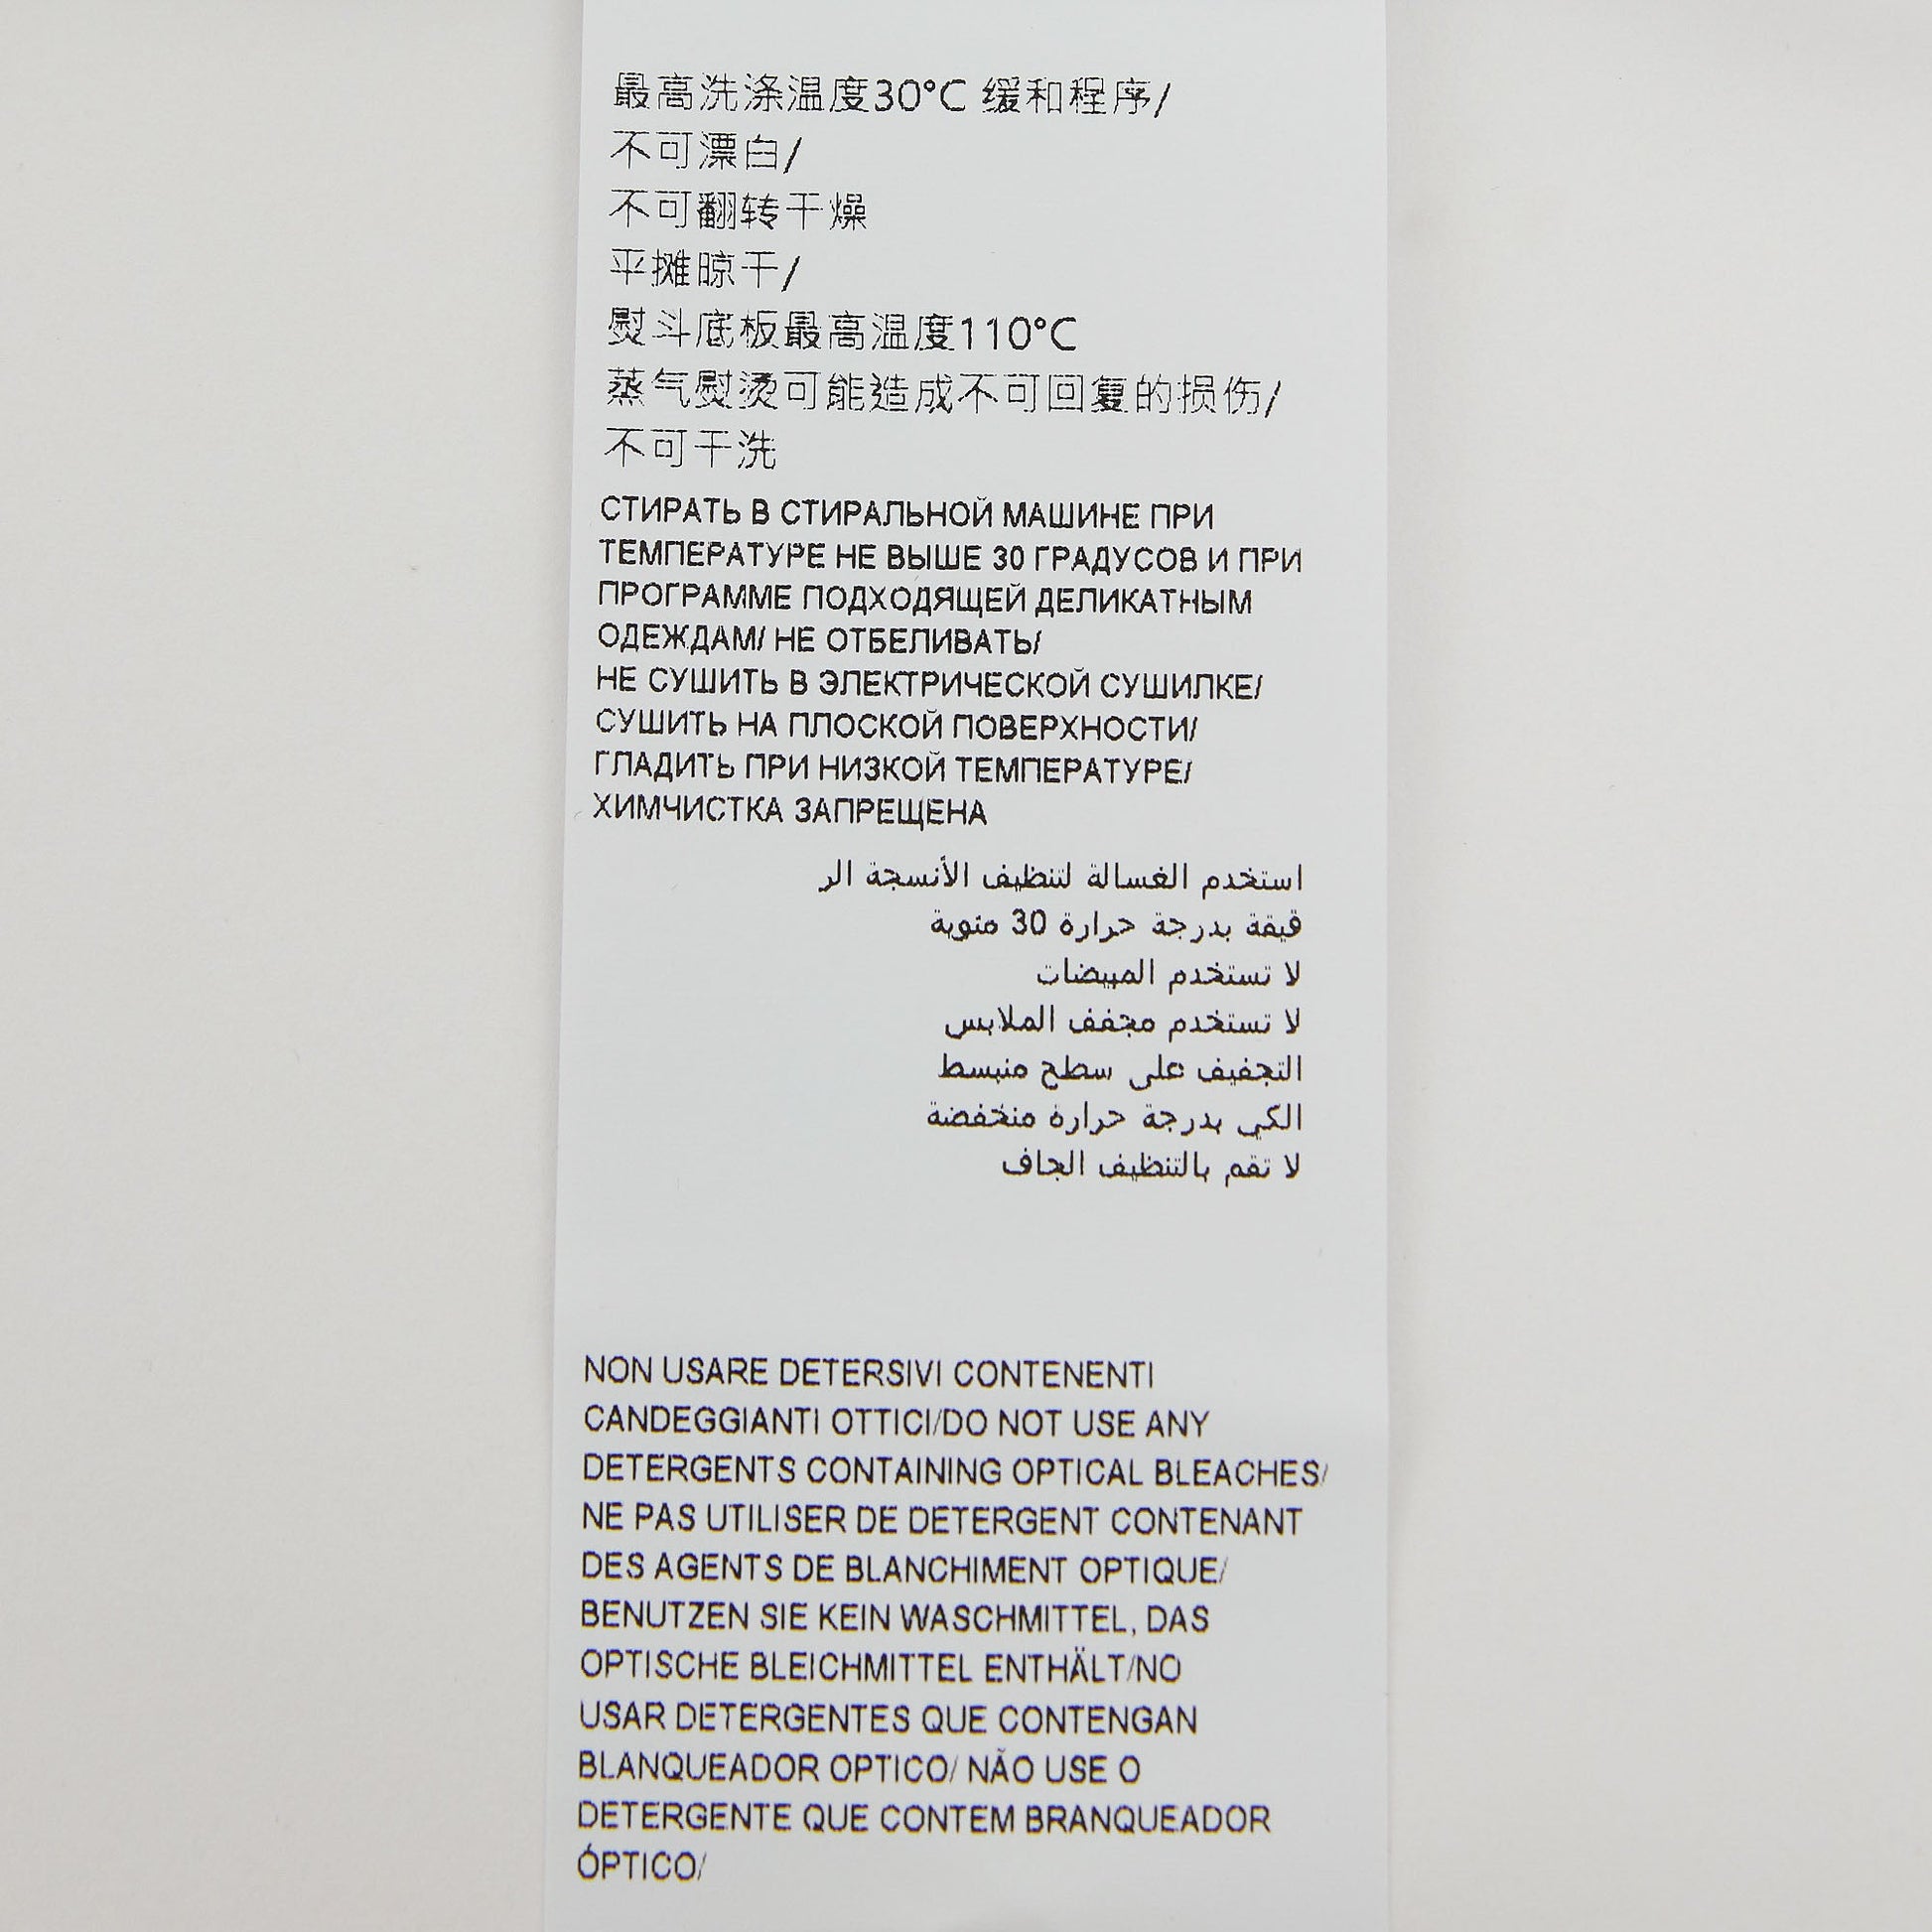 最高洗涤温度30°C 缓和程序/
不可漂白/
不可翻转干燥
平摊晾干/
熨斗底板最高温度110°C
蒸气熨烫可能造成不可回复的损伤/
不可干洗
СТИРАТЬ В СТИРАЛЬНОЙ МАШИНЕ ПРИ
ТЕМПЕРАТУРЕ НЕ ВЫШЕ 30 ГРАДУСОВ И ПРИ
ПРОГРАММЕ ПОДХОДЯЩЕЙ ДЕЛИКАТНЫМ
ОДЕЖДАМ/ НЕ ОТБЕЛИВАТЬ/
НЕ СУШИТЬ В ЭЛЕКТРИЧЕСКОЙ СУШИЛКЕ/
СУШИТЬ НА ПЛОСКОЙ ПОВЕРХНОСТИ/
ГЛАДИТЬ ПРИ НИЗКОЙ ТЕМПЕРАТУРЕ/
ХИМЧИСТКА ЗАПРЕЩЕНА
استخدم الغسالة لتنظيف الأنسجة الر
قيقة بدرجة حرارة 30 مئوية
لا تستخدم المبيضات
لا تستخدم مجفف الملابس
التجفيف على سطح منبسط
الكي بدرجة حرارة منخفضة
لا تقم بالتنظيف الجاف
NON USARE DETERSIVI CONTENENTI
CANDEGGIANTI OTTICI/DO NOT USE ANY
DETERGENTS CONTAINING OPTICAL BLEACHES/
NE PAS UTILISER DE DETERGENT CONTENANT
DES AGENTS DE BLANCHIMENT OPTIQUE/
BENUTZEN SIE KEIN WASCHMITTEL, DAS
OPTISCHE BLEICHMITTEL ENTHÄLT/NO
USAR DETERGENTES QUE CONTENGAN
BLANQUEADOR OPTICO/ NÃO USE O
DETERGENTE QUE CONTEM BRANQUEADOR
ÓPTICO/